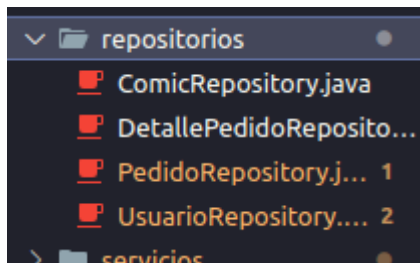 repositorios
ComicRepository.java
DetallePedidoReposito...
PedidoRepository.j... 1
UsuarioRepository.... 2
servicios